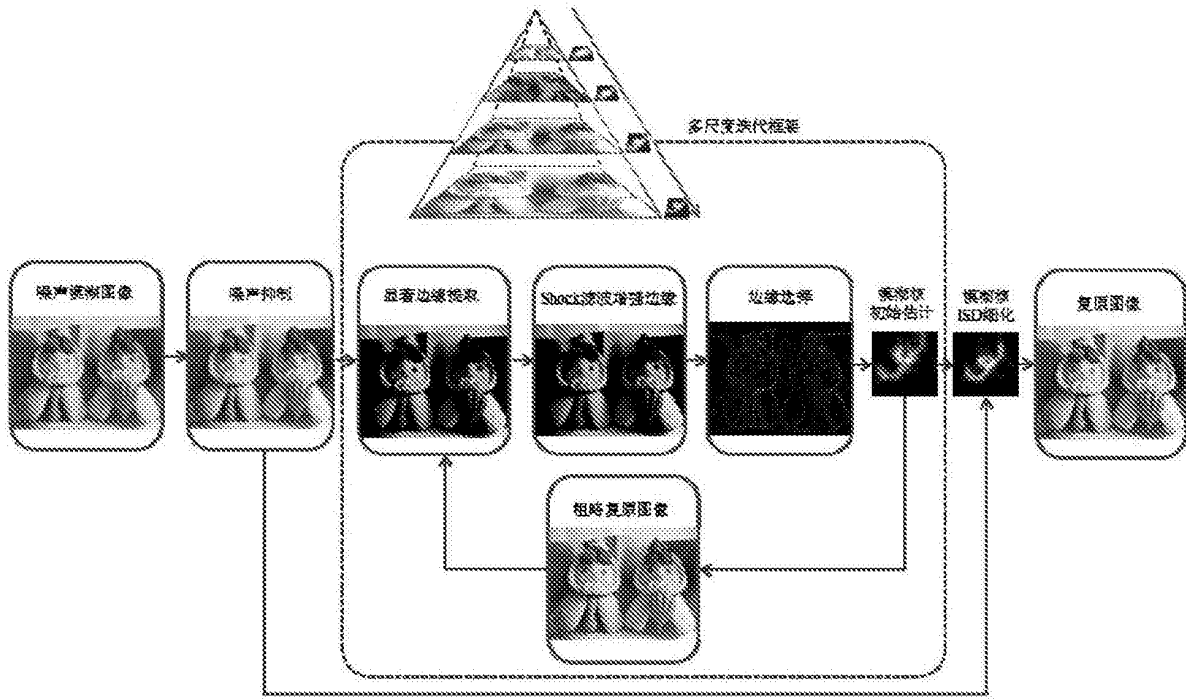 多尺度迭代框架
噪声模糊图像
噪声抑制
显著边缘提取
Shock滤波增强边缘
边缘选择
模糊核
初始估计
模糊核
ISD细化
复原图像
粗略复原图像